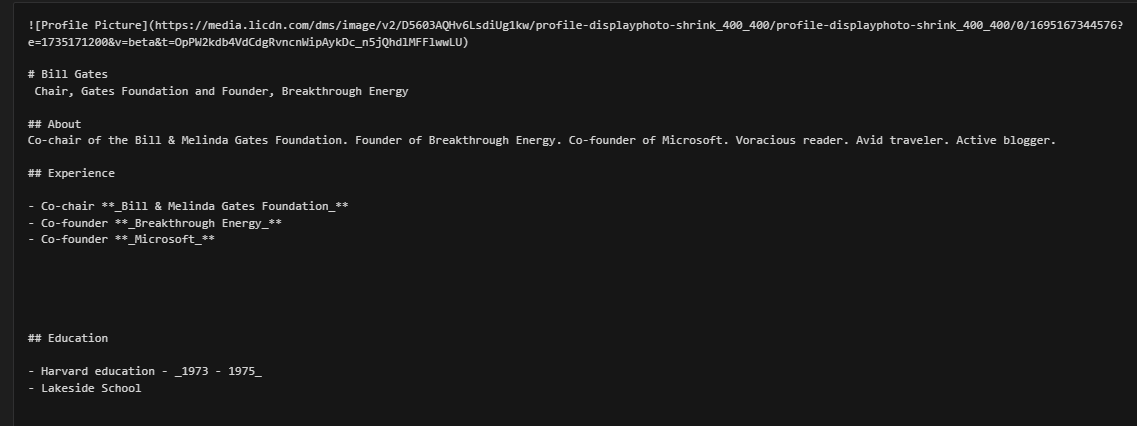 ![Profile Picture](https://media.licdn.com/dms/image/v2/D5603AQHv6LsdiUg1kw/profile-displayphoto-shrink_400_400/profile-displayphoto-shrink_400_400/0/1695167344576?
e=1735171200&v=beta&t=OpPW2kdb4VdCdgRvncnWipAykDc_n5jQhdlMFFlwwLU)
# Bill Gates
Chair, Gates Foundation and Founder, Breakthrough Energy
## About
Co-chair of the Bill & Melinda Gates Foundation. Founder of Breakthrough Energy. Co-founder of Microsoft. Voracious reader. Avid traveler. Active blogger.
## Experience
- Co-chair **_Bill & Melinda Gates Foundation_**
- Co-founder **_Breakthrough Energy_**
- Co-founder **_Microsoft_**
## Education
- Harvard education - _1973 - 1975_
- Lakeside School